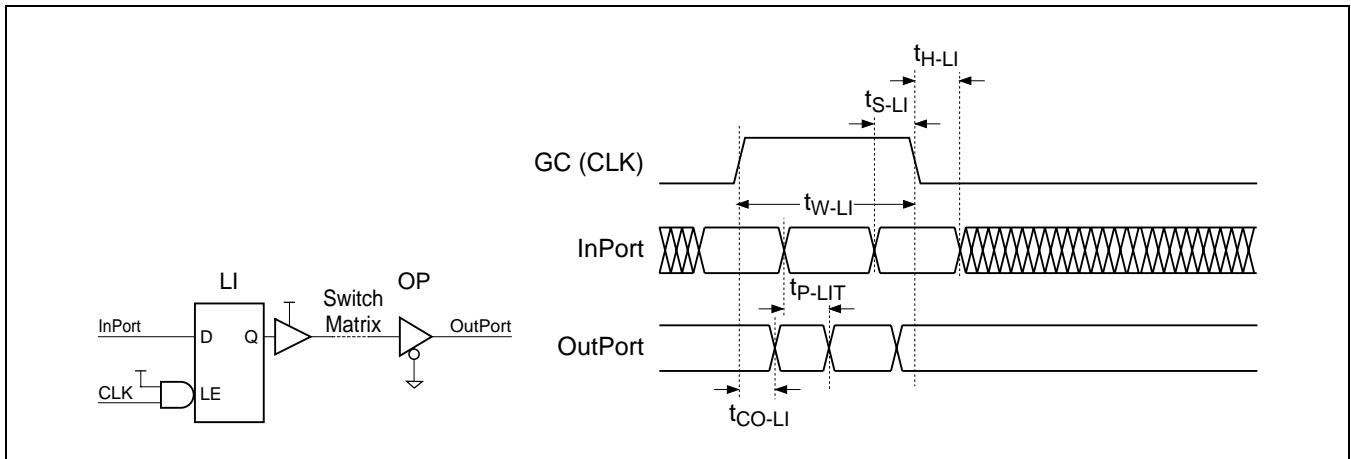 LI
OP
Switch
Matrix
InPort
D
Q
OutPort
CLK
LE
tH-LI
tS-LI
GC (CLK)
tW-LI
InPort
tP-LIT
OutPort
tCO-LI